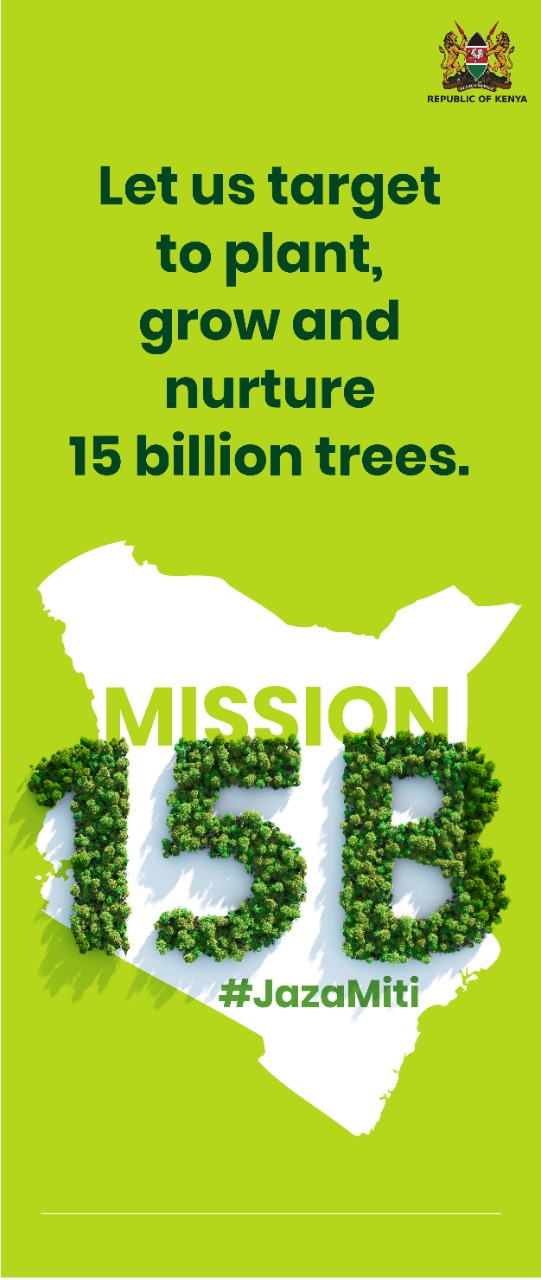 REPUBLIC OF KENYA
Let us target
to plant,
grow and
nurture
15 billion trees.
MISSION
15B
#JazaMiti